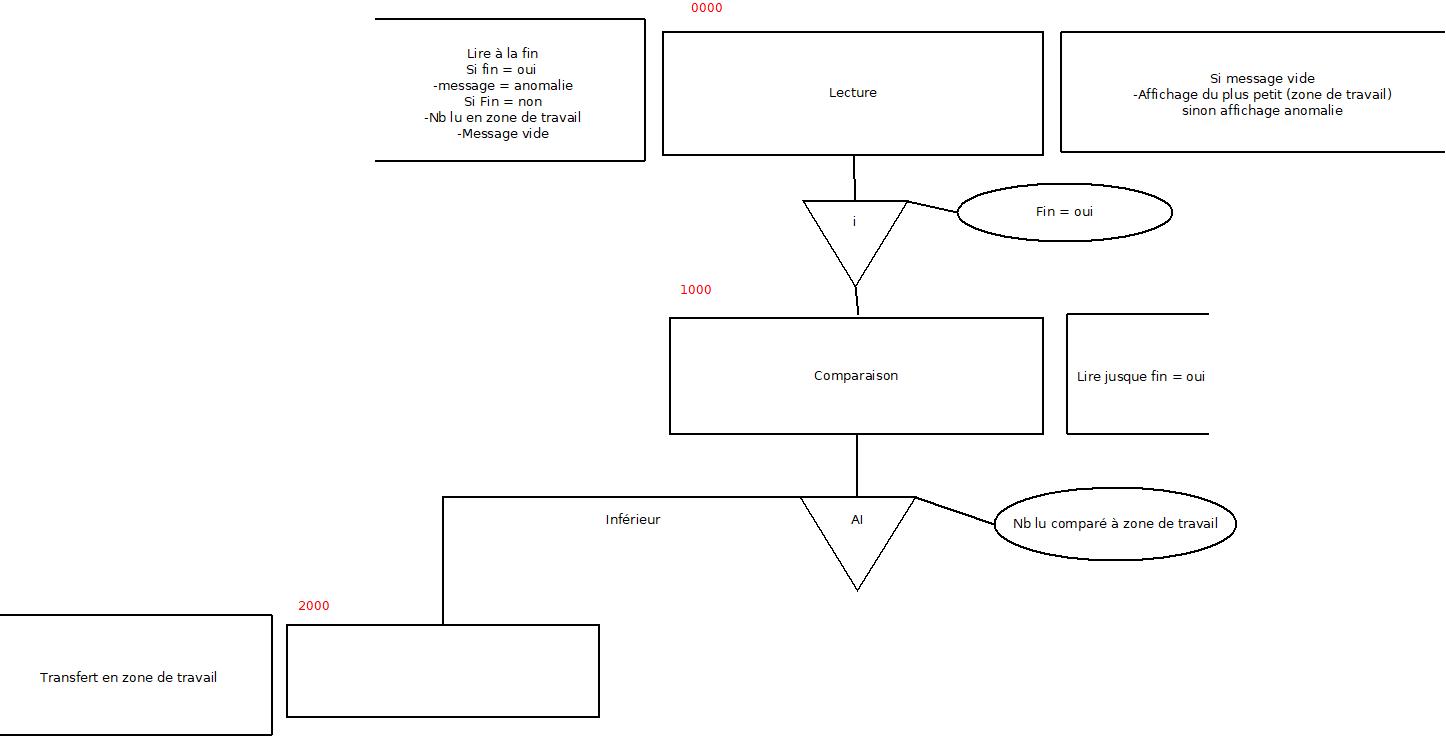 0000
Lire à la fin
Si fin = oui
-message = anomalie
Si Fin = non
-Nb lu en zone de travail
-Message vide
Lecture
Si message vide
-Affichage du plus petit (zone de travail)
sinon affichage anomalie
i
Fin = oui
1000
Comparaison
Lire jusque fin = oui
Inférieur
AI
Nb lu comparé à zone de travail
2000
Transfert en zone de travail